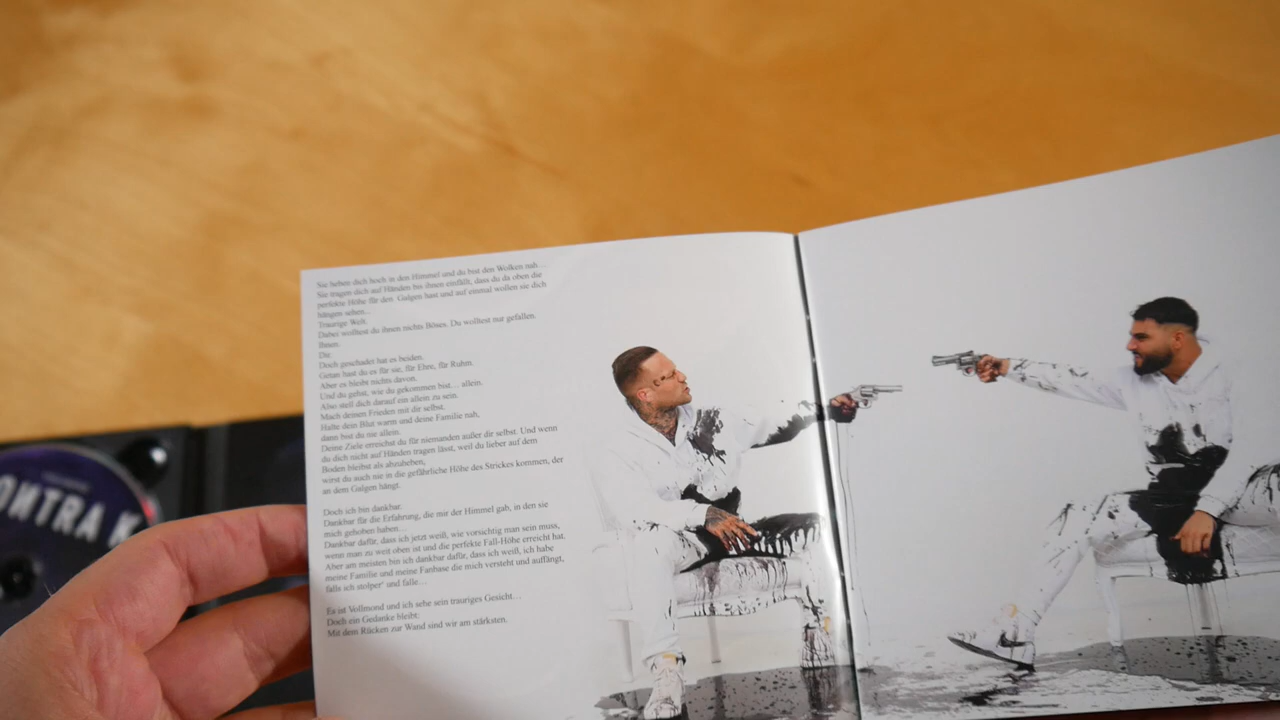 Sie heben dich hoch in den Himmel und du bist den Wolken nah…
Sie tragen dich auf Händen bis ihnen einfällt, dass du da oben die
perfekte Höhe für den Galgen hast und auf einmal wollen sie dich
hängen sehen…
Traurige Welt.
Dabei wolltest du ihnen nichts Böses. Du wolltest nur gefallen.
Ihnen.
Dir.
Doch geschadet hat es beiden.
Getan hast du es für sie, für Ehre, für Ruhm.
Aber es bleibt nichts davon.
Und du gehst, wie du gekommen bist… allein.
Also stell dich darauf ein allein zu sein.
Mach deinen Frieden mit dir selbst.
Halte dein Blut warm und deine Familie nah,
dann bist du nie allein.
Deine Ziele erreichst du für niemanden außer dir selbst. Und wenn
du dich nicht auf Händen tragen lässt, weil du lieber auf dem
Boden bleibst als abzuheben,
wirst du auch nie in die gefährliche Höhe des Strickes kommen, der
an dem Galgen hängt.
Doch ich bin dankbar.
Dankbar für die Erfahrung, die mir der Himmel gab, in den sie
mich gehoben haben…
Dankbar dafür, dass ich jetzt weiß, wie vorsichtig man sein muss,
wenn man zu weit oben ist und die perfekte Fall-Höhe erreicht hat.
Aber am meisten bin ich dankbar dafür, dass ich weiß, ich habe
meine Familie und meine Fanbase die mich versteht und auffängt,
falls ich stolper' und falle…
Es ist Vollmond und ich sehe sein trauriges Gesicht…
Doch ein Gedanke bleibt:
Mit dem Rücken zur Wand sind wir am stärksten.
ONTRA K